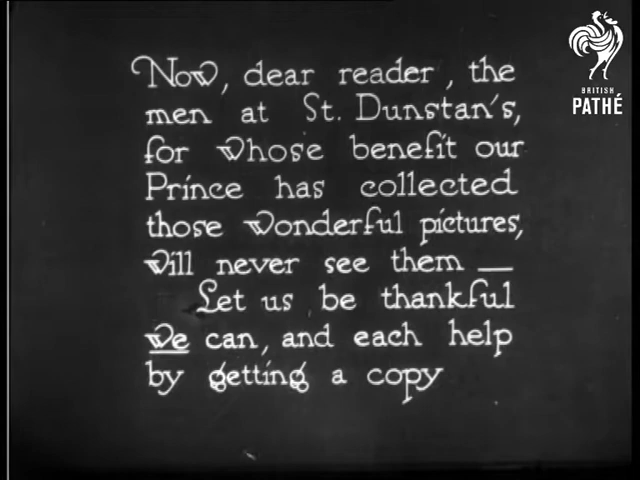 Now, dear reader, the
men at St. Dunstan's,
for whose benefit our
Prince has collected
those wonderful pictures,
will never see them —
Let us be thankful
we can, and each help
by getting a copy
BRITISH
PATHÉ